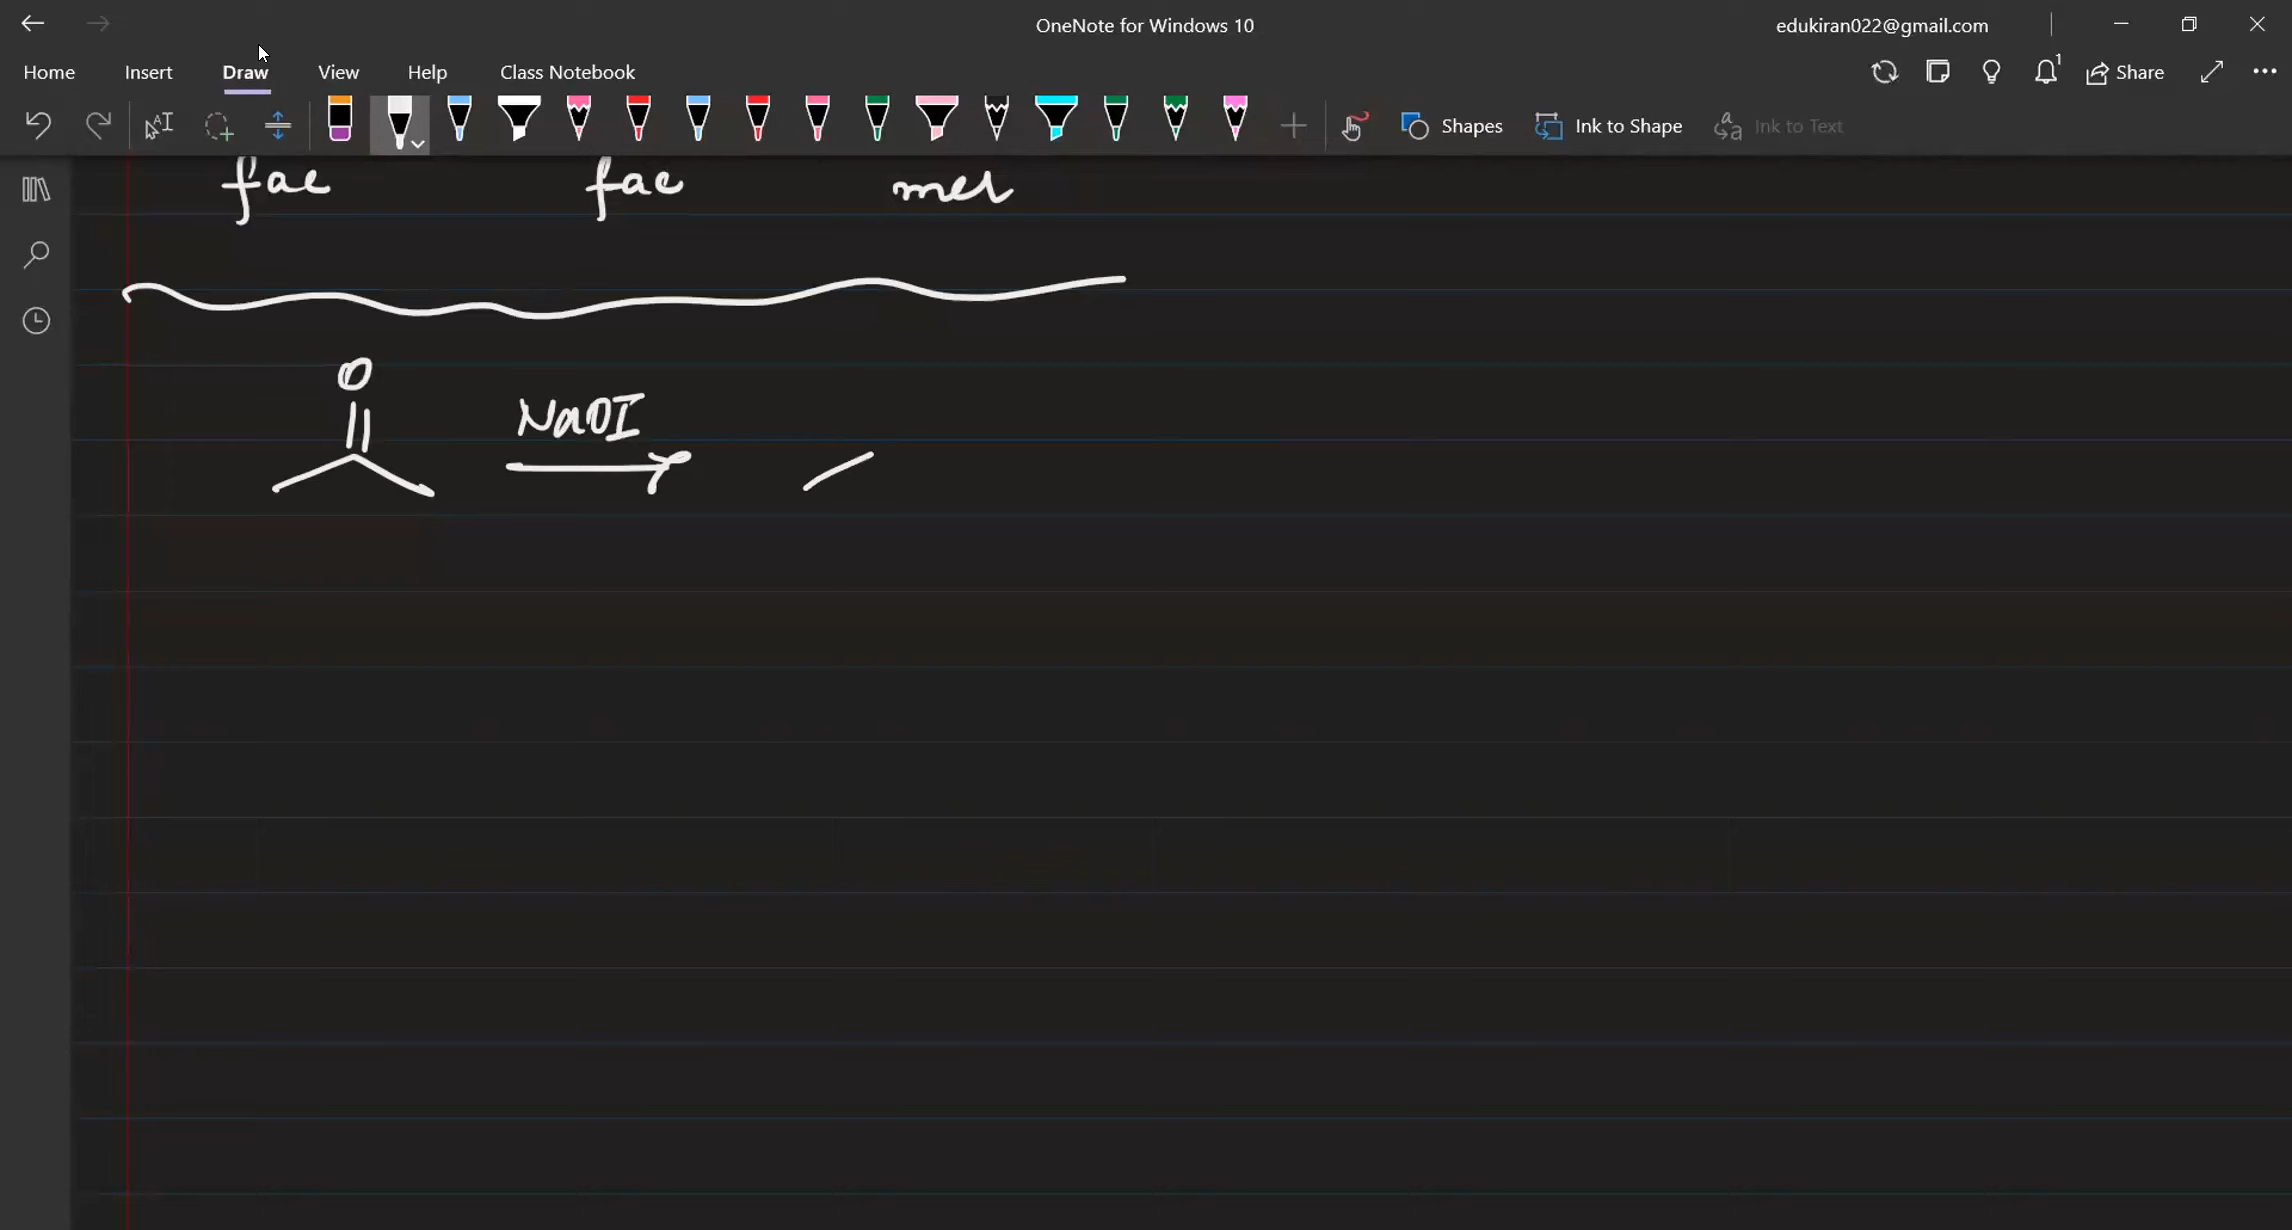 OneNote for Windows 10
edukiran022@gmail.com
Home Insert Draw View Help Class Notebook
1
Share
Shapes Ink to Shape Ink to Text
fac fac mer
O
NaOI